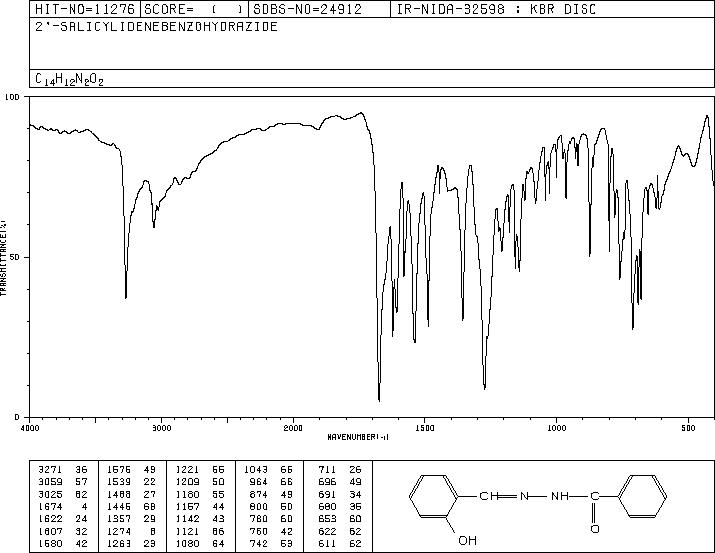 HIT-NO=11276 SCORE= ( ) SDBS-NO=24912 IR-NIDA-32598 : KBR DISC
2'-SALICYLIDENEBENZOHYDRAZIDE
C14H12N2O2
100
TRANSMITTANCE(%)
50
0
4000 3000 2000 1500 1000 500
WAVENUMBER(-1)
3271 36 1576 49 1221 66 1043 66 711 26
3059 57 1539 22 1209 50 964 66 696 49
3025 62 1488 27 1180 55 874 49 691 34
1674 4 1445 68 1157 44 800 50 680 35
1622 24 1357 29 1142 43 780 60 653 60
1607 32 1274 8 1121 66 760 42 622 62
1580 42 1263 23 1080 64 742 53 611 62
CH N NH C
O
OH